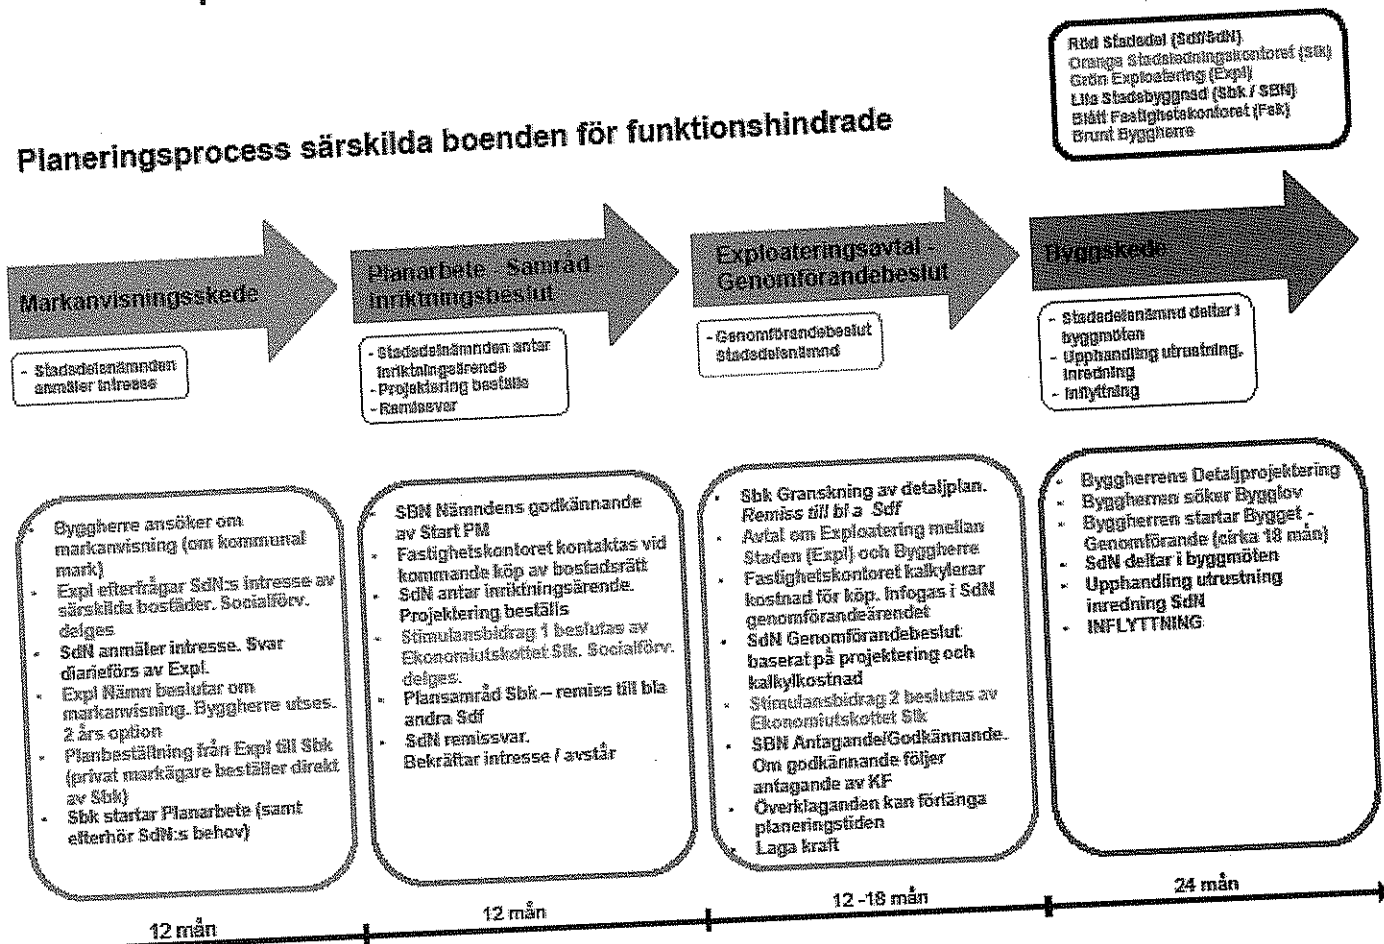 Röd Stadsdel (Sdf/SdN)
Orange Stadsledningskontoret (Slk)
Grön Exploatering (Expl)
Lila Stadsbyggnad (Sbk / SBN)
Blått Fastighetskontoret (Fsk)
Brunt Byggherre
Planeringsprocess särskilda boenden för funktionshindrade
Markanvisningsskede
- Stadsdelsnämnden
anmäler intresse
Planarbete - Samråd
Inriktningsbeslut
- Stadsdelsnämnden antar
inriktningsärende
- Projektering beställs
- Remissvar
Exploateringsavtal -
Genomförandebeslut
- Genomförandebeslut
stadsdelsnämnd
Byggskede
- Stadsdelsnämnd deltar i
byggmöten
- Upphandling utrustning,
inredning
- Inflyttning
- Byggherre ansöker om
markanvisning (om kommunal
mark)
- Expl efterfrågar SdN:s intresse av
särskilda bostäder. Socialförv.
delges
- SdN anmäler intresse. Svar
diarieförs av Expl.
- Expl Nämn beslutar om
markanvisning. Byggherre utses.
2 års option
- Planbeställning från Expl till Sbk
(privat markägare beställer direkt
av Sbk)
- Sbk startar Planarbete (samt
efterhör SdN:s behov)
- SBN Nämndens godkännande
av Start PM
- Fastighetskontoret kontaktas vid
kommande köp av bostadsrätt
- SdN antar inriktningsärende.
Projektering beställs
- Stimulansbidrag 1 beslutas av
Ekonomiutskottet Slk. Socialförv.
delges.
- Plansamråd Sbk – remiss till bla
andra Sdf
- SdN remissvar.
Bekräftar intresse / avstår
- Sbk Granskning av detaljplan.
Remiss till bl a Sdf
- Avtal om Exploatering mellan
Staden (Expl) och Byggherre
- Fastighetskontoret kalkylerar
kostnad för köp. Infogas i SdN
genomförandeärendet
- SdN Genomförandebeslut
baserat på projektering och
kalkylkostnad
- Stimulansbidrag 2 beslutas av
Ekonomiutskottet Slk
- SBN Antagande/Godkännande.
Om godkännande följer
antagande av KF
- Överklaganden kan förlänga
planeringstiden
- Laga kraft
- Byggherrens Detaljprojektering
- Byggherren söker Bygglov
- Byggherren startar Bygget -
Genomförande (cirka 18 mån)
- SdN deltar i byggmöten
- Upphandling utrustning
inredning SdN
- INFLYTTNING
12 mån
12 mån
12 -18 mån
24 mån